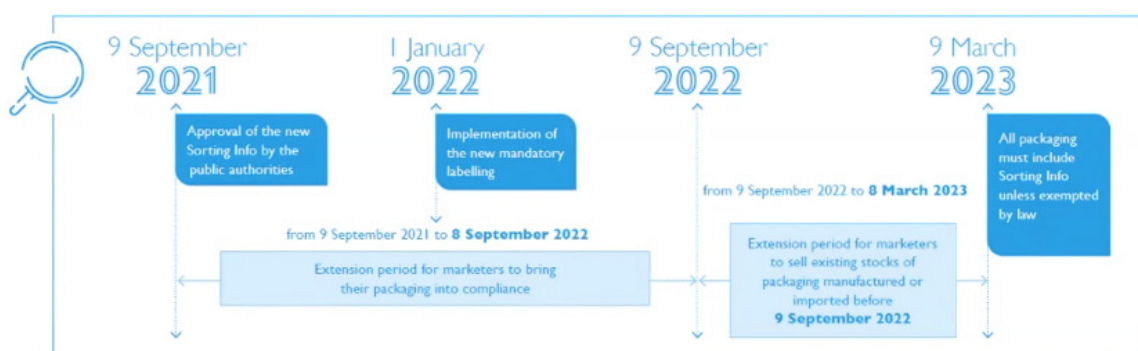 9 September
2021
1 January
2022
9 September
2022
9 March
2023
Approval of the new
Sorting Info by the
public authorities
Implementation of
the new mandatory
labelling
All packaging
must include
Sorting Info
unless exempted
by law
from 9 September 2022 to 8 March 2023
from 9 September 2021 to 8 September 2022
Extension period for marketers to bring
their packaging into compliance
Extension period for marketers
to sell existing stocks of
packaging manufactured or
imported before
9 September 2022